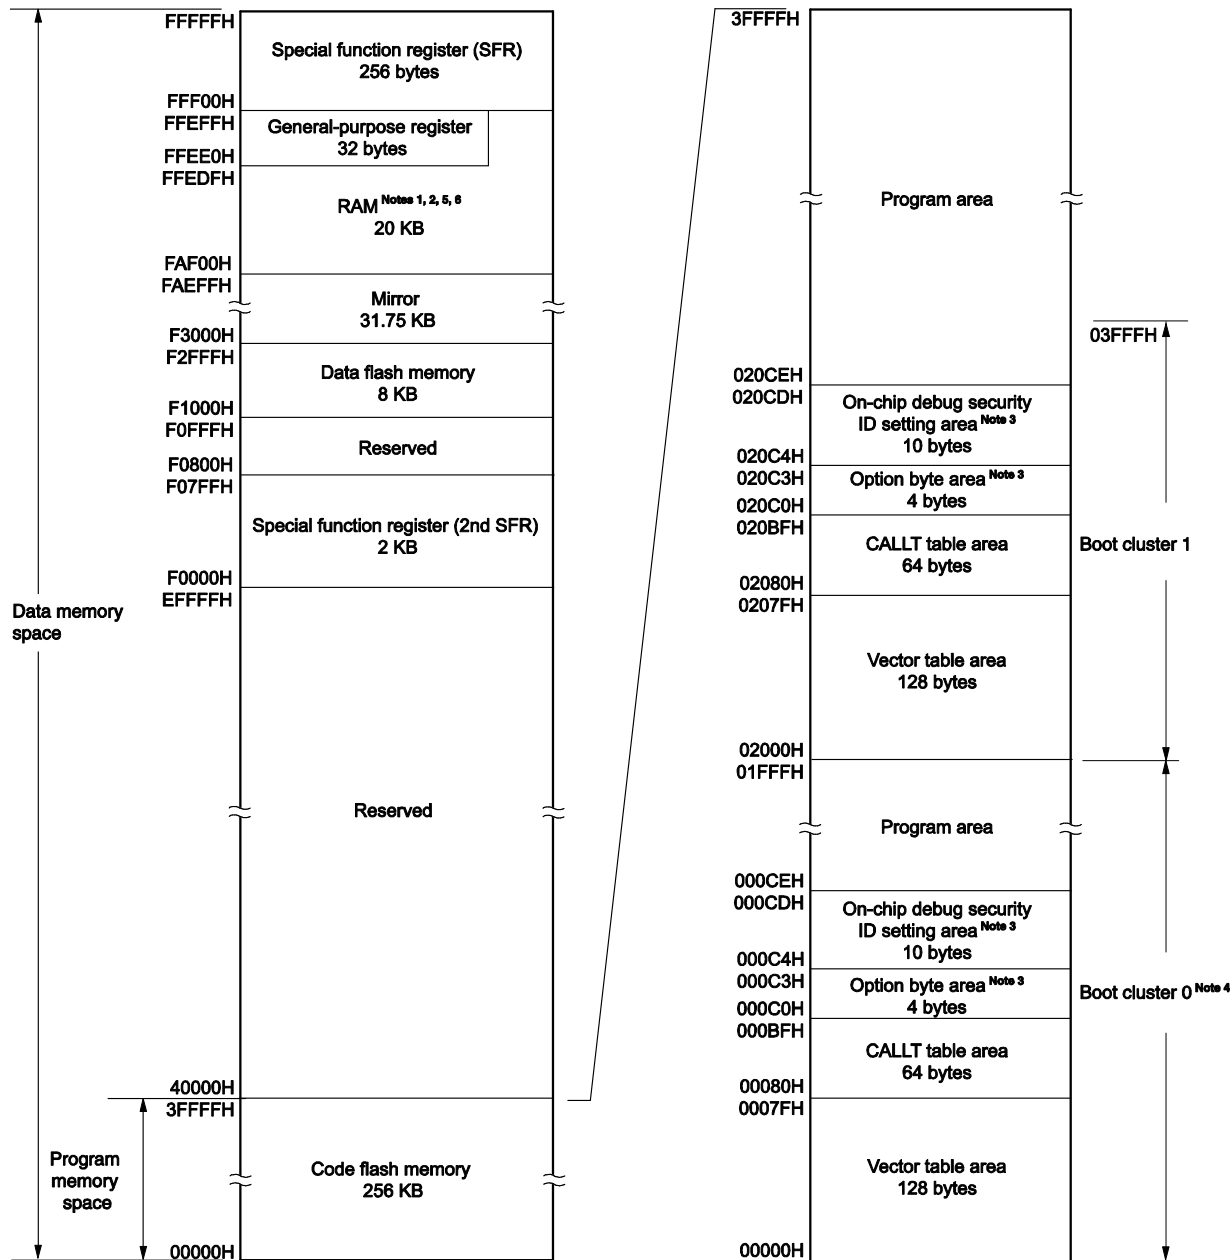 FFFFFH
Special function register (SFR)
256 bytes
FFF00H
FFEFFH
General-purpose register
32 bytes
FFEE0H
FFEDFH
RAM Notes 1, 2, 5, 6
20 KB
FAF00H
FAEFFH
Mirror
31.75 KB
F3000H
F2FFFH
Data flash memory
8 KB
F1000H
F0FFFH
Reserved
F0800H
F07FFH
Special function register (2nd SFR)
2 KB
F0000H
EFFFFH
Data memory
space
Reserved
40000H
3FFFFH
Program
memory
space
Code flash memory
256 KB
00000H
3FFFFH
Program area
03FFFH
020CEH
020CDH
On-chip debug security
ID setting area Note 3
10 bytes
020C4H
020C3H
Option byte area Note 3
4 bytes
020C0H
020BFH
CALLT table area
64 bytes
Boot cluster 1
02080H
0207FH
Vector table area
128 bytes
02000H
01FFFH
Program area
000CEH
000CDH
On-chip debug security
ID setting area Note 3
10 bytes
000C4H
000C3H
Option byte area Note 3
4 bytes
Boot cluster 0 Note 4
000C0H
000BFH
CALLT table area
64 bytes
00080H
0007FH
Vector table area
128 bytes
00000H